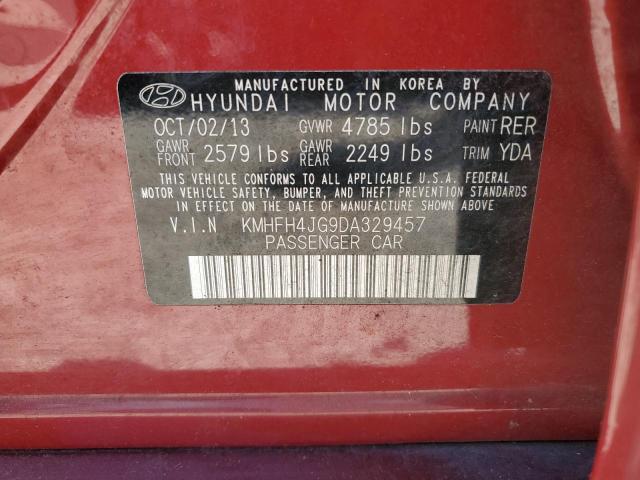 MANUFACTURED IN KOREA BY
HYUNDAI MOTOR COMPANY
OCT/02/13 GVWR 4785 lbs PAINT RER
GAWR FRONT 2579 lbs GAWR REAR 2249 lbs TRIM YDA
THIS VEHICLE CONFORMS TO ALL APPLICABLE U.S.A. FEDERAL
MOTOR VEHICLE SAFETY, BUMPER, AND THEFT PREVENTION STANDARDS
IN EFFECT ON THE DATE OF MANUFACTURE SHOWN ABOVE
V.I.N KMHFH4JG9DA329457
PASSENGER CAR